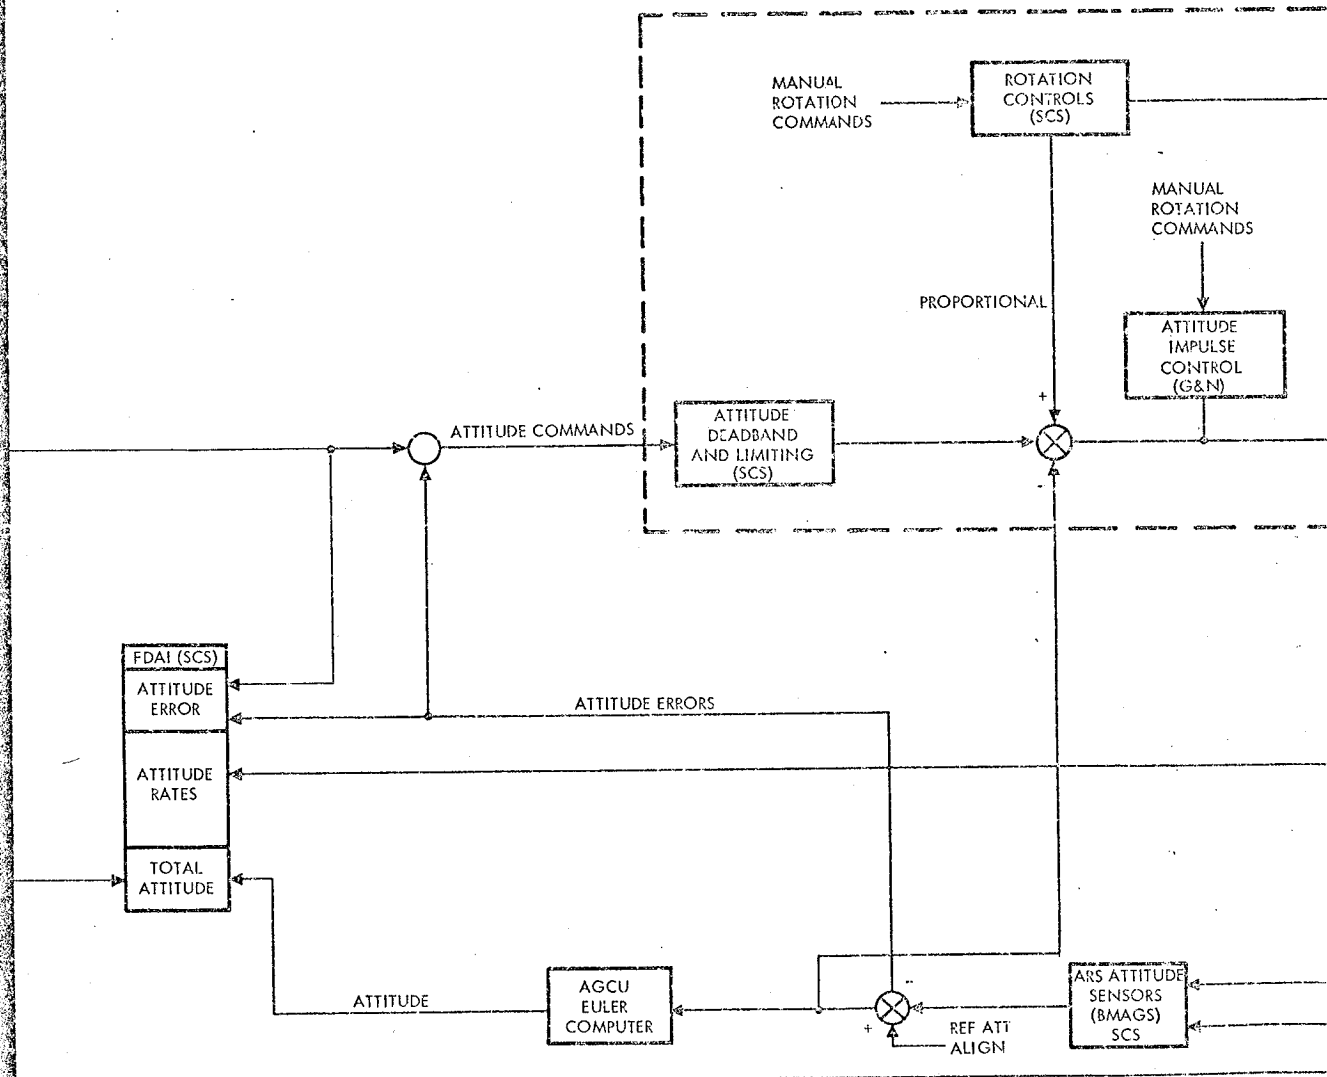 MANUAL
ROTATION
COMMANDS
ROTATION
CONTROLS
(SCS)
MANUAL
ROTATION
COMMANDS
PROPORTIONAL
ATTITUDE
IMPULSE
CONTROL
(G&N)
+
ATTITUDE COMMANDS
ATTITUDE
DEADBAND
AND LIMITING
(SCS)
-
FDAI (SCS)
ATTITUDE
ERROR
ATTITUDE ERRORS
ATTITUDE
RATES
TOTAL
ATTITUDE
ATTITUDE
AGCU
EULER
COMPUTER
-
+
REF ATT
ALIGN
ARS ATTITUDE
SENSORS
(BMAGS)
SCS